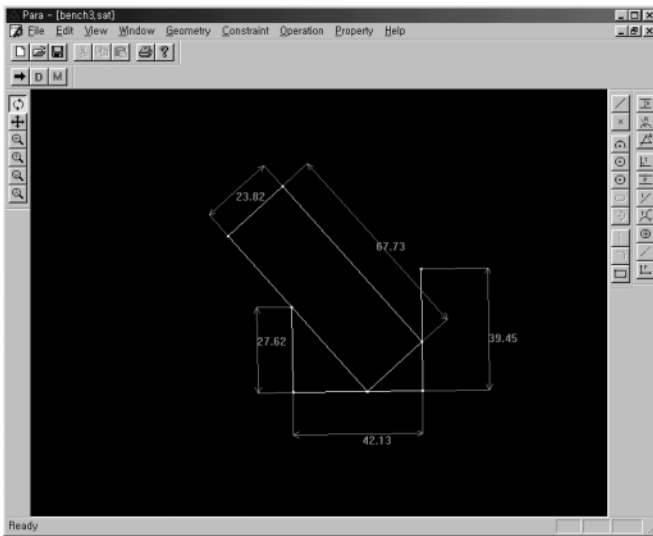 Para - [bench3,sat]
File Edit View Window Geometry Constraint Operation Property Help
D M
23.82
67.73
27.62
39.45
42.13
Ready